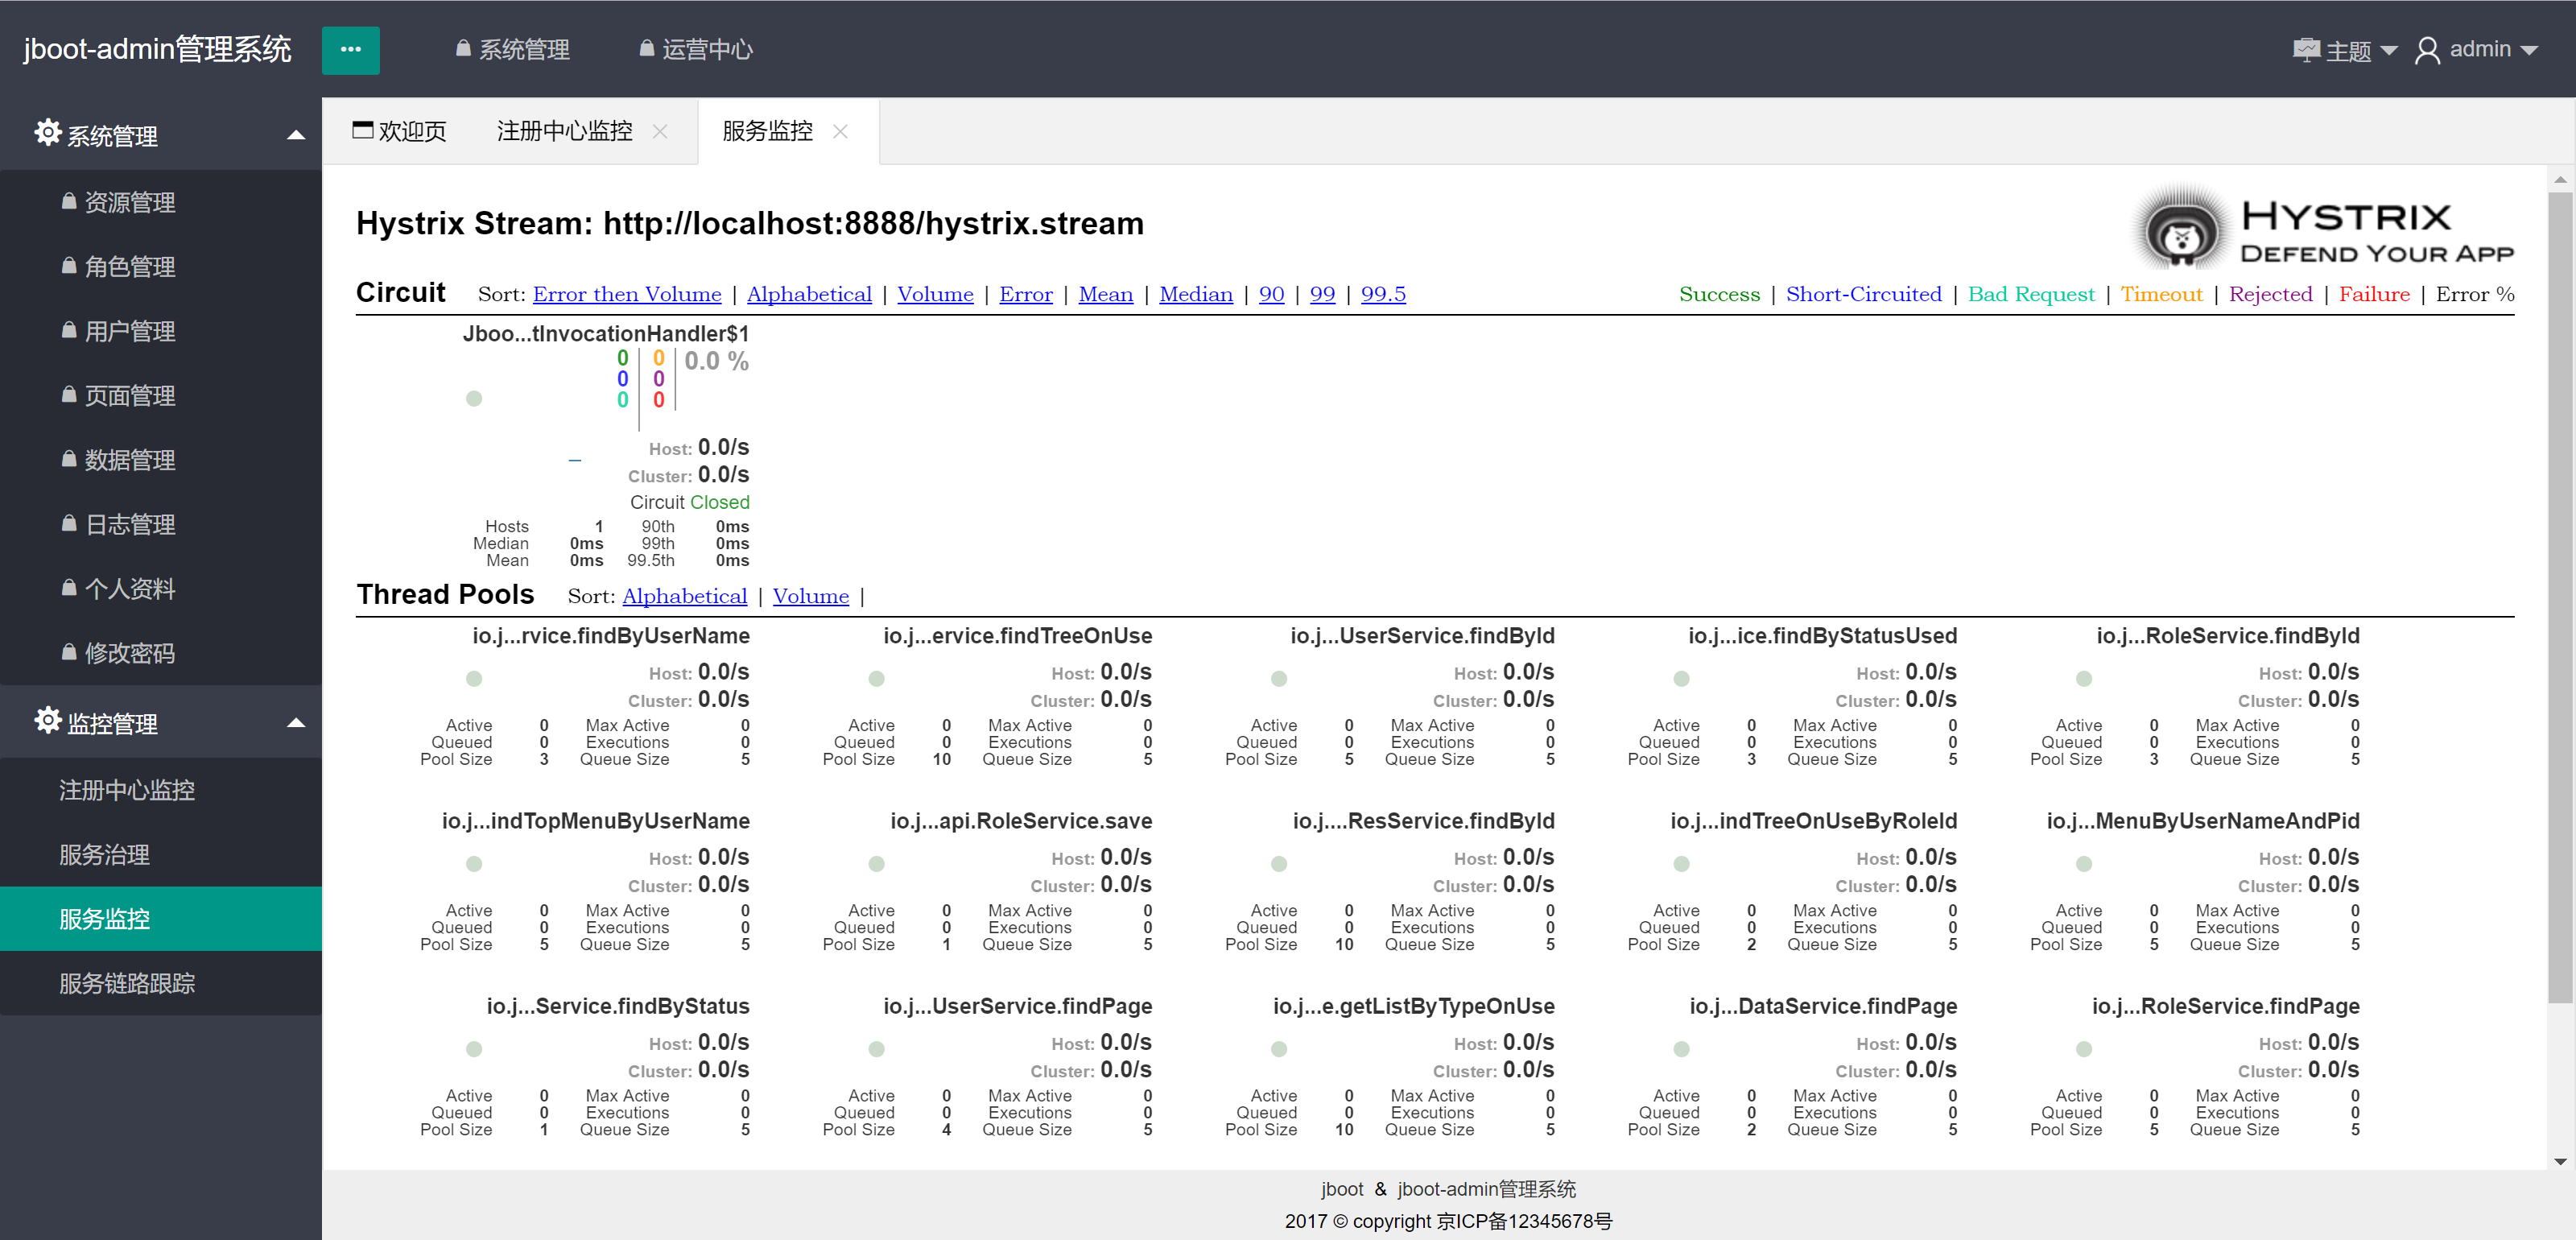 jboot-admin管理系统 ••• 系统管理 运营中心 主题 admin
系统管理
资源管理
角色管理
用户管理
页面管理
数据管理
日志管理
个人资料
修改密码
监控管理
注册中心监控
服务治理
服务监控
服务链路跟踪
欢迎页 注册中心监控 服务监控
Hystrix Stream: http://localhost:8888/hystrix.stream
HYSTRIX
DEFEND YOUR APP
Circuit Sort: Error then Volume | Alphabetical | Volume | Error | Mean | Median | 90 | 99 | 99.5
Success | Short-Circuited | Bad Request | Timeout | Rejected | Failure | Error %
Jboo...tInvocationHandler$1
0 0 0.0 %
0 0
0 0
Host: 0.0/s
Cluster: 0.0/s
Circuit Closed
Hosts 1 90th 0ms
Median 0ms 99th 0ms
Mean 0ms 99.5th 0ms
Thread Pools Sort: Alphabetical | Volume |
io.j...rvice.findByUserName io.j...ervice.findTreeOnUse io.j...UserService.findById io.j...ice.findByStatusUsed io.j...RoleService.findById
Host: 0.0/s Host: 0.0/s Host: 0.0/s Host: 0.0/s Host: 0.0/s
Cluster: 0.0/s Cluster: 0.0/s Cluster: 0.0/s Cluster: 0.0/s Cluster: 0.0/s
Active 0 Max Active 0 Active 0 Max Active 0 Active 0 Max Active 0 Active 0 Max Active 0 Active 0 Max Active 0
Queued 0 Executions 0 Queued 0 Executions 0 Queued 0 Executions 0 Queued 0 Executions 0 Queued 0 Executions 0
Pool Size 3 Queue Size 5 Pool Size 10 Queue Size 5 Pool Size 5 Queue Size 5 Pool Size 3 Queue Size 5 Pool Size 3 Queue Size 5
io.j...indTopMenuByUserName io.j...api.RoleService.save io.j....ResService.findById io.j...indTreeOnUseByRoleId io.j...MenuByUserNameAndPid
Host: 0.0/s Host: 0.0/s Host: 0.0/s Host: 0.0/s Host: 0.0/s
Cluster: 0.0/s Cluster: 0.0/s Cluster: 0.0/s Cluster: 0.0/s Cluster: 0.0/s
Active 0 Max Active 0 Active 0 Max Active 0 Active 0 Max Active 0 Active 0 Max Active 0 Active 0 Max Active 0
Queued 0 Executions 0 Queued 0 Executions 0 Queued 0 Executions 0 Queued 0 Executions 0 Queued 0 Executions 0
Pool Size 5 Queue Size 5 Pool Size 1 Queue Size 5 Pool Size 10 Queue Size 5 Pool Size 2 Queue Size 5 Pool Size 5 Queue Size 5
io.j...Service.findByStatus io.j...UserService.findPage io.j...e.getListByTypeOnUse io.j...DataService.findPage io.j...RoleService.findPage
Host: 0.0/s Host: 0.0/s Host: 0.0/s Host: 0.0/s Host: 0.0/s
Cluster: 0.0/s Cluster: 0.0/s Cluster: 0.0/s Cluster: 0.0/s Cluster: 0.0/s
Active 0 Max Active 0 Active 0 Max Active 0 Active 0 Max Active 0 Active 0 Max Active 0 Active 0 Max Active 0
Queued 0 Executions 0 Queued 0 Executions 0 Queued 0 Executions 0 Queued 0 Executions 0 Queued 0 Executions 0
Pool Size 1 Queue Size 5 Pool Size 4 Queue Size 5 Pool Size 10 Queue Size 5 Pool Size 2 Queue Size 5 Pool Size 5 Queue Size 5
jboot & jboot-admin管理系统
2017 © copyright 京ICP备12345678号